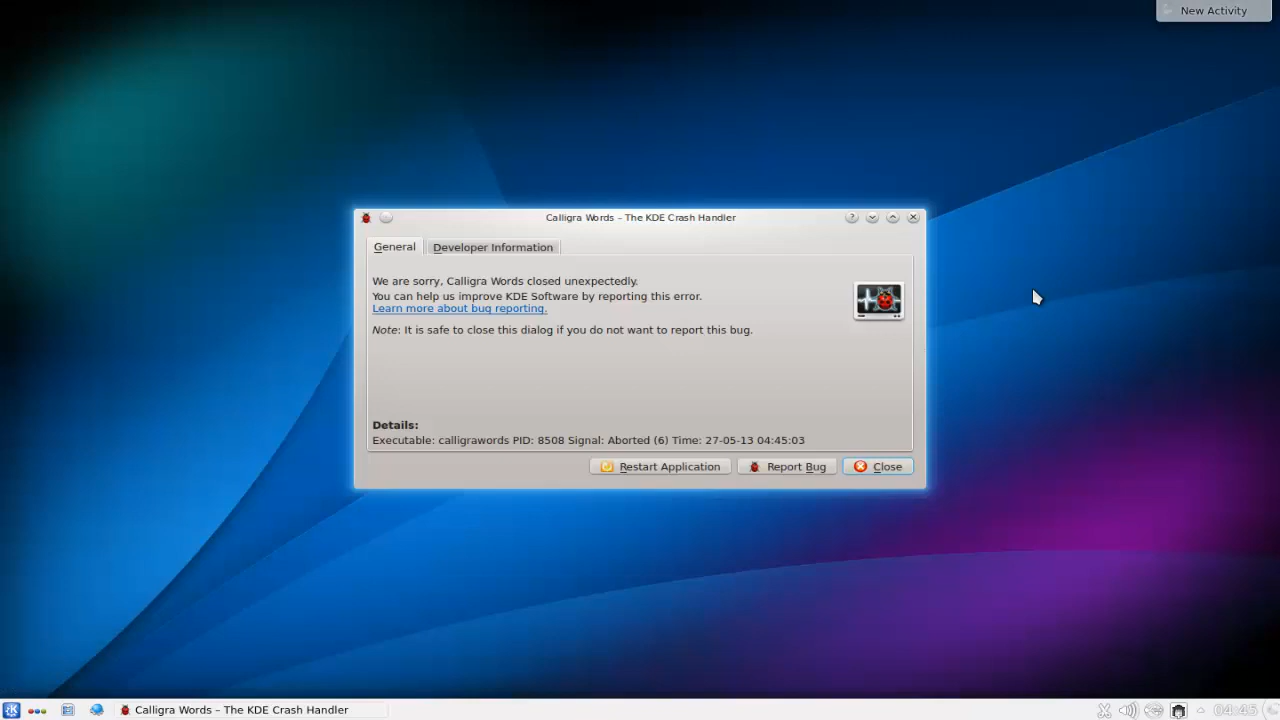 New Activity
Calligra Words – The KDE Crash Handler
General
Developer Information
We are sorry, Calligra Words closed unexpectedly.
You can help us improve KDE Software by reporting this error.
Learn more about bug reporting.
Note: It is safe to close this dialog if you do not want to report this bug.
Details:
Executable: calligrawords PID: 8508 Signal: Aborted (6) Time: 27-05-13 04:45:03
Restart Application
Report Bug
Close
Calligra Words – The KDE Crash Handler
04:45